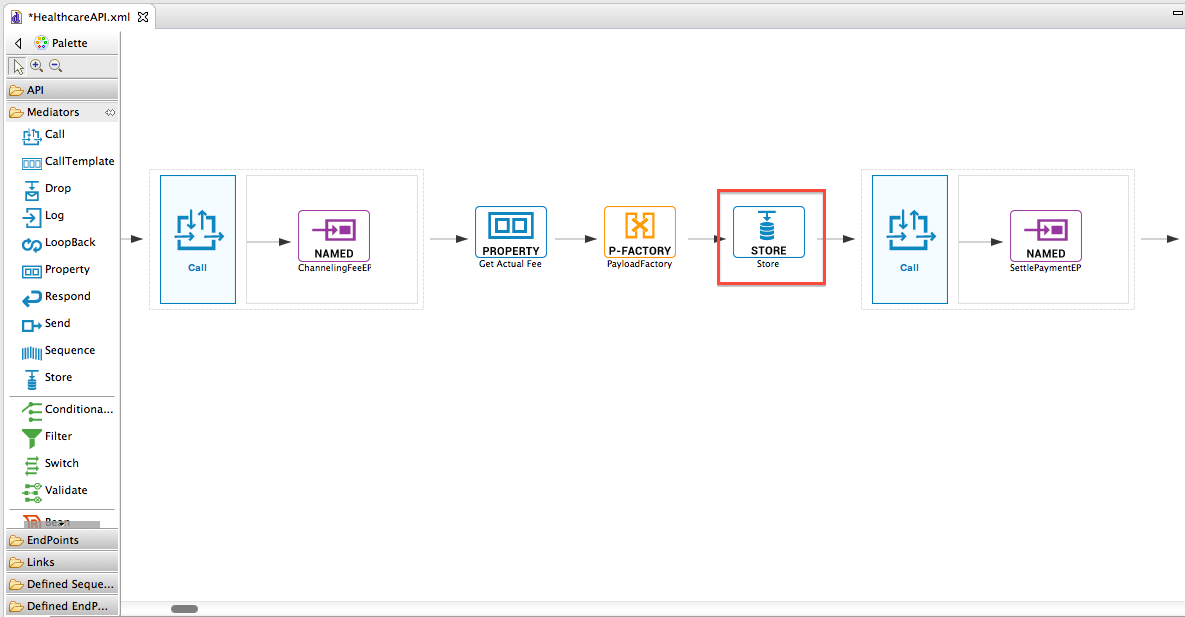 *HealthcareAPI.xml
Palette
API
Mediators
Call
CallTemplate
Drop
Log
LoopBack
Property
Respond
Send
Sequence
Store
Conditiona...
Filter
Switch
Validate
Bean
EndPoints
Links
Defined Seque...
Defined EndP...
Call
NAMED
ChannelingFeeEP
PROPERTY
Get Actual Fee
P-FACTORY
PayloadFactory
STORE
Store
Call
NAMED
SettlePaymentEP